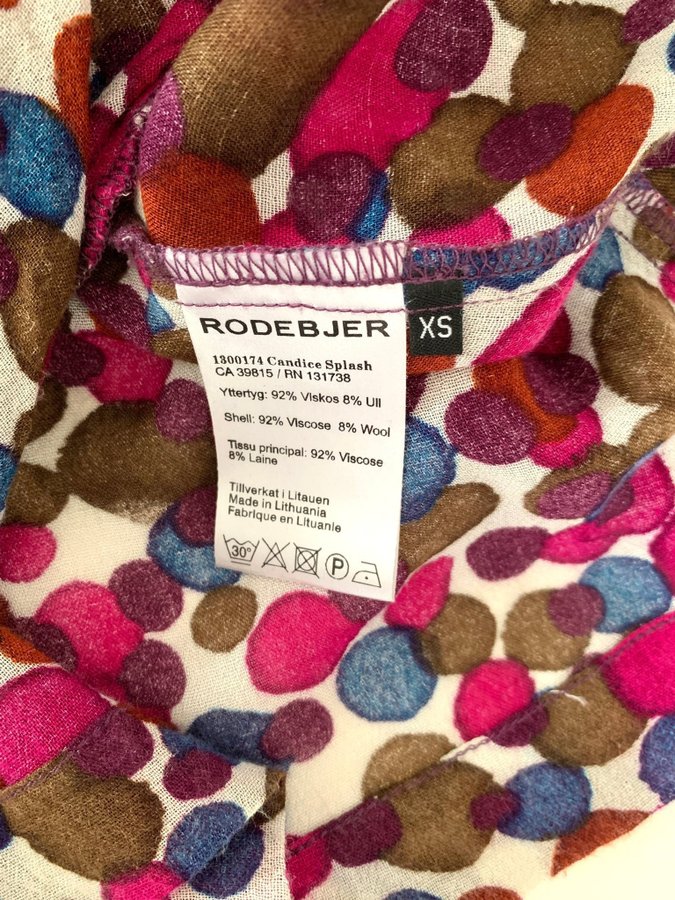 RODEBJER
XS
1300174 Candice Splash
CA 39815 / RN 131738
Yttertyg: 92% Viskos 8% Ull
Shell: 92% Viscose 8% Wool
Tissu principal: 92% Viscose
8% Laine
Tillverkat i Litauen
Made in Lithuania
Fabrique en Lituanie
30°
P